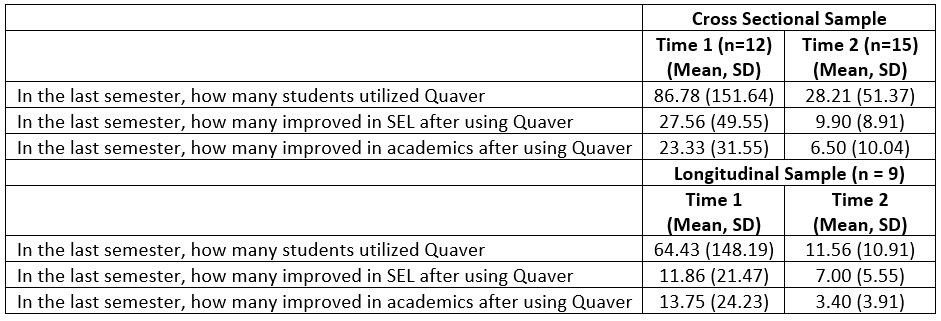 Cross Sectional Sample
Time 1 (n=12) Time 2 (n=15)
(Mean, SD) (Mean, SD)
In the last semester, how many students utilized Quaver 86.78 (151.64) 28.21 (51.37)
In the last semester, how many improved in SEL after using Quaver 27.56 (49.55) 9.90 (8.91)
In the last semester, how many improved in academics after using Quaver 23.33 (31.55) 6.50 (10.04)
Longitudinal Sample (n = 9)
Time 1 Time 2
(Mean, SD) (Mean, SD)
In the last semester, how many students utilized Quaver 64.43 (148.19) 11.56 (10.91)
In the last semester, how many improved in SEL after using Quaver 11.86 (21.47) 7.00 (5.55)
In the last semester, how many improved in academics after using Quaver 13.75 (24.23) 3.40 (3.91)